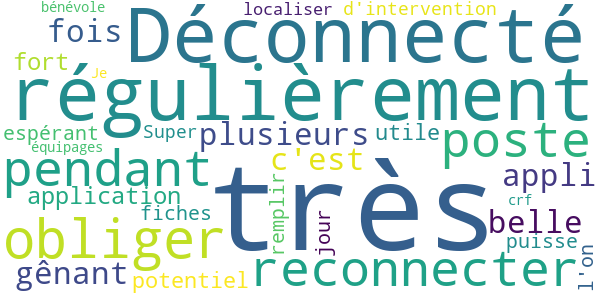 bénévole
localiser
d'intervention
fois
Déconnecté
fort
Je
régulièrement
espérant
Super
plusieurs
utile
poste
équipages
pendant
c'est
appli
application
fiches
remplir
très
jour
crf
belle
obliger
puisse
l'on
gênant
potentiel
reconnecter